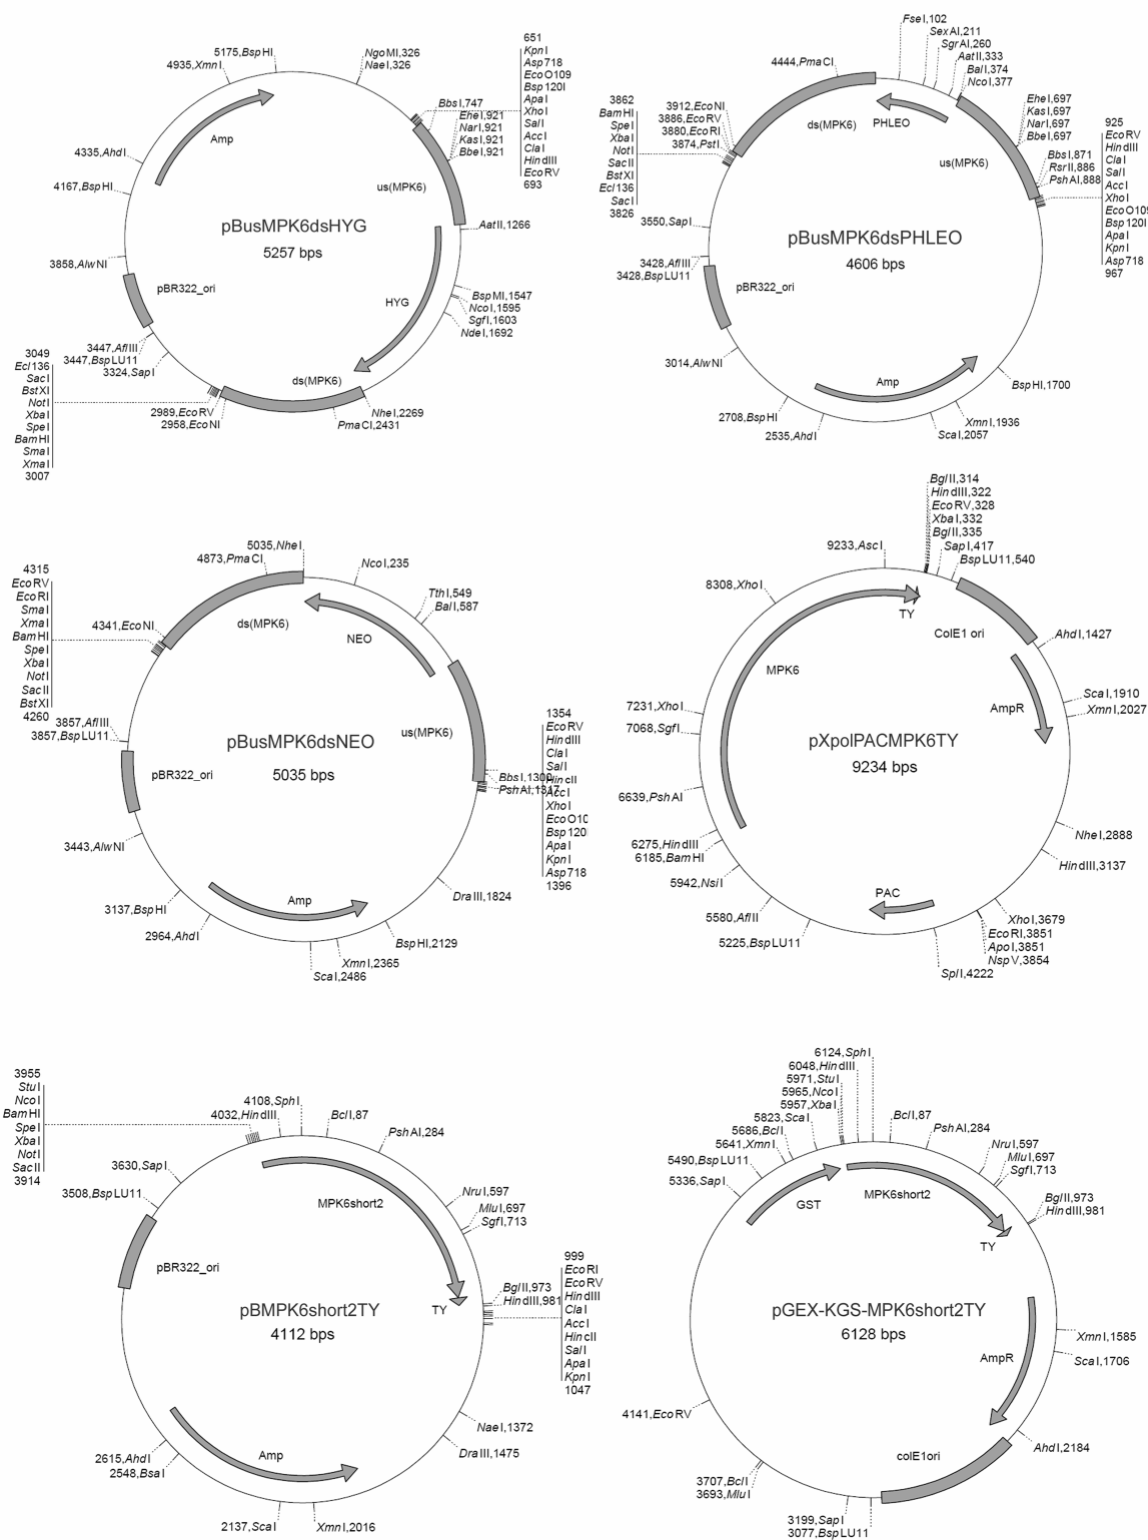 5175,BspHI
4935,XmnI
NgoMI,326
NaeI,326
651
KpnI
Asp718
EcoO109
Bsp120I
ApaI
XhoI
SalI
AccI
ClaI
HindIII
EcoRV
693
BbsI,747
EheI,921
NarI,921
KasI,921
BbeI,921
Amp
4335,AhdI
4167,BspHI
us(MPK6)
pBusMPK6dsHYG
5257 bps
AatII,1266
3858,AlwNI
pBR322_ori
HYG
BspMI,1547
NcoI,1595
SgfI,1603
NdeI,1692
3447,AflIII
3447,BspLU11
3324,SapI
3049
Ecl136
SacI
BstXI
NotI
XbaI
SpeI
BamHI
SmaI
XmaI
3007
ds(MPK6)
2989,EcoRV
2958,EcoNI
NheI,2269
PmaCI,2431
FseI,102
SexAI,211
SgrAI,260
AatII,333
BalI,374
NcoI,377
4444,PmaCI
3862
BamHI
SpeI
XbaI
NotI
SacII
BstXI
Ecl136
SacI
3826
3912,EcoNI
3886,EcoRV
3880,EcoRI
3874,PstI
ds(MPK6)
PHLEO
EheI,697
KasI,697
NarI,697
BbeI,697
us(MPK6)
BbsI,871
RsrII,886
PshAI,888
925
EcoRV
HindIII
ClaI
SalI
AccI
XhoI
EcoO109
Bsp120I
ApaI
KpnI
Asp718
967
3550,SapI
pBusMPK6dsPHLEO
4606 bps
3428,AflIII
3428,BspLU11
pBR322_ori
3014,AlwNI
Amp
BspHI,1700
2708,BspHI
2535,AhdI
XmnI,1936
ScaI,2057
5035,NheI
4873,PmaCI
NcoI,235
4315
EcoRV
EcoRI
SmaI
XmaI
BamHI
SpeI
XbaI
NotI
SacII
BstXI
4260
4341,EcoNI
TthI,549
BalI,587
ds(MPK6)
NEO
us(MPK6)
3857,AflIII
3857,BspLU11
pBusMPK6dsNEO
5035 bps
pBR322_ori
BbsI,1300
PshAI,1317
1354
EcoRV
HindIII
ClaI
SalI
HincII
AccI
XhoI
EcoO10
Bsp120
ApaI
KpnI
Asp718
1396
3443,AlwNI
3137,BspHI
2964,AhdI
Amp
DraIII,1824
BspHI,2129
XmnI,2365
ScaI,2486
BglII,314
HindIII,322
EcoRV,328
XbaI,332
BglII,335
SapI,417
BspLU11,540
9233,AscI
8308,XhoI
TY
ColE1 ori
MPK6
AhdI,1427
ScaI,1910
XmnI,2027
AmpR
7231,XhoI
7068,SgfI
pXpolPACMPK6TY
9234 bps
6639,PshAI
6275,HindIII
6185,BamHI
5942,NsiI
5580,AflII
5225,BspLU11
PAC
NheI,2888
HindIII,3137
XhoI,3679
EcoRI,3851
ApoI,3851
NspV,3854
SplI,4222
3955
StuI
NcoI
BamHI
SpeI
XbaI
NotI
SacII
3914
4108,SphI
4032,HindIII
BclI,87
PshAI,284
3630,SapI
3508,BspLU11
MPK6short2
NruI,597
MluI,697
SgfI,713
pBR322_ori
TY
BglII,973
HindIII,981
999
EcoRI
EcoRV
HindIII
ClaI
AccI
HincII
SalI
ApaI
KpnI
1047
pBMPK6short2TY
4112 bps
NaeI,1372
DraIII,1475
Amp
2615,AhdI
2548,BsaI
2137,ScaI
XmnI,2016
6124,SphI
6048,HindIII
5971,StuI
5965,NcoI
5957,XbaI
5823,ScaI
5686,BclI
5641,XmnI
5490,BspLU11
5336,SapI
BclI,87
PshAI,284
NruI,597
MluI,697
SgfI,713
GST
MPK6short2
BglII,973
HindIII,981
TY
pGEX-KGS-MPK6short2TY
6128 bps
XmnI,1585
ScaI,1706
AmpR
4141,EcoRV
AhdI,2184
colE1ori
3707,BclI
3693,MluI
3199,SapI
3077,BspLU11